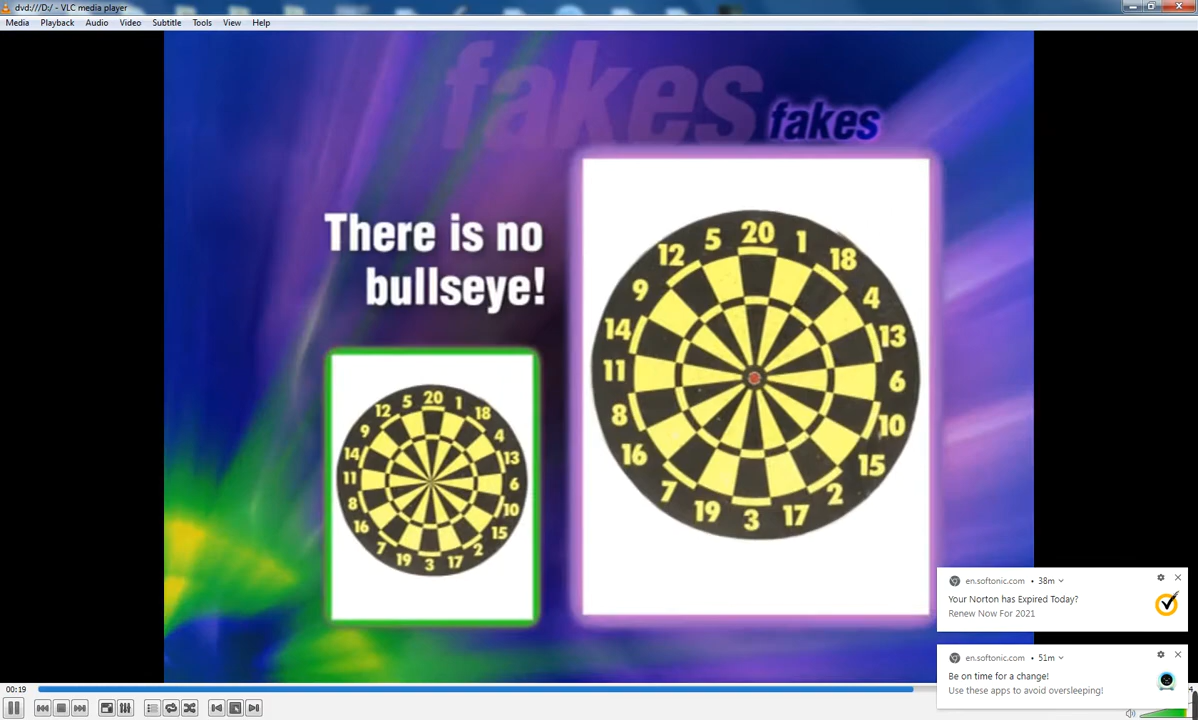 dvd:///D:/ - VLC media player
Media Playback Audio Video Subtitle Tools View Help
fakes
fakes
There is no
bullseye!
20 1 18 4 13 6 10 15 2 17 3 19 7 16 8 11 14 9 12 5
20 1 18 4 13 6 10 15 2 17 3 19 7 16 8 11 14 9 12 5
en.softonic.com • 38m
Your Norton has Expired Today?
Renew Now For 2021
en.softonic.com • 51m
Be on time for a change!
Use these apps to avoid oversleeping!
00:19